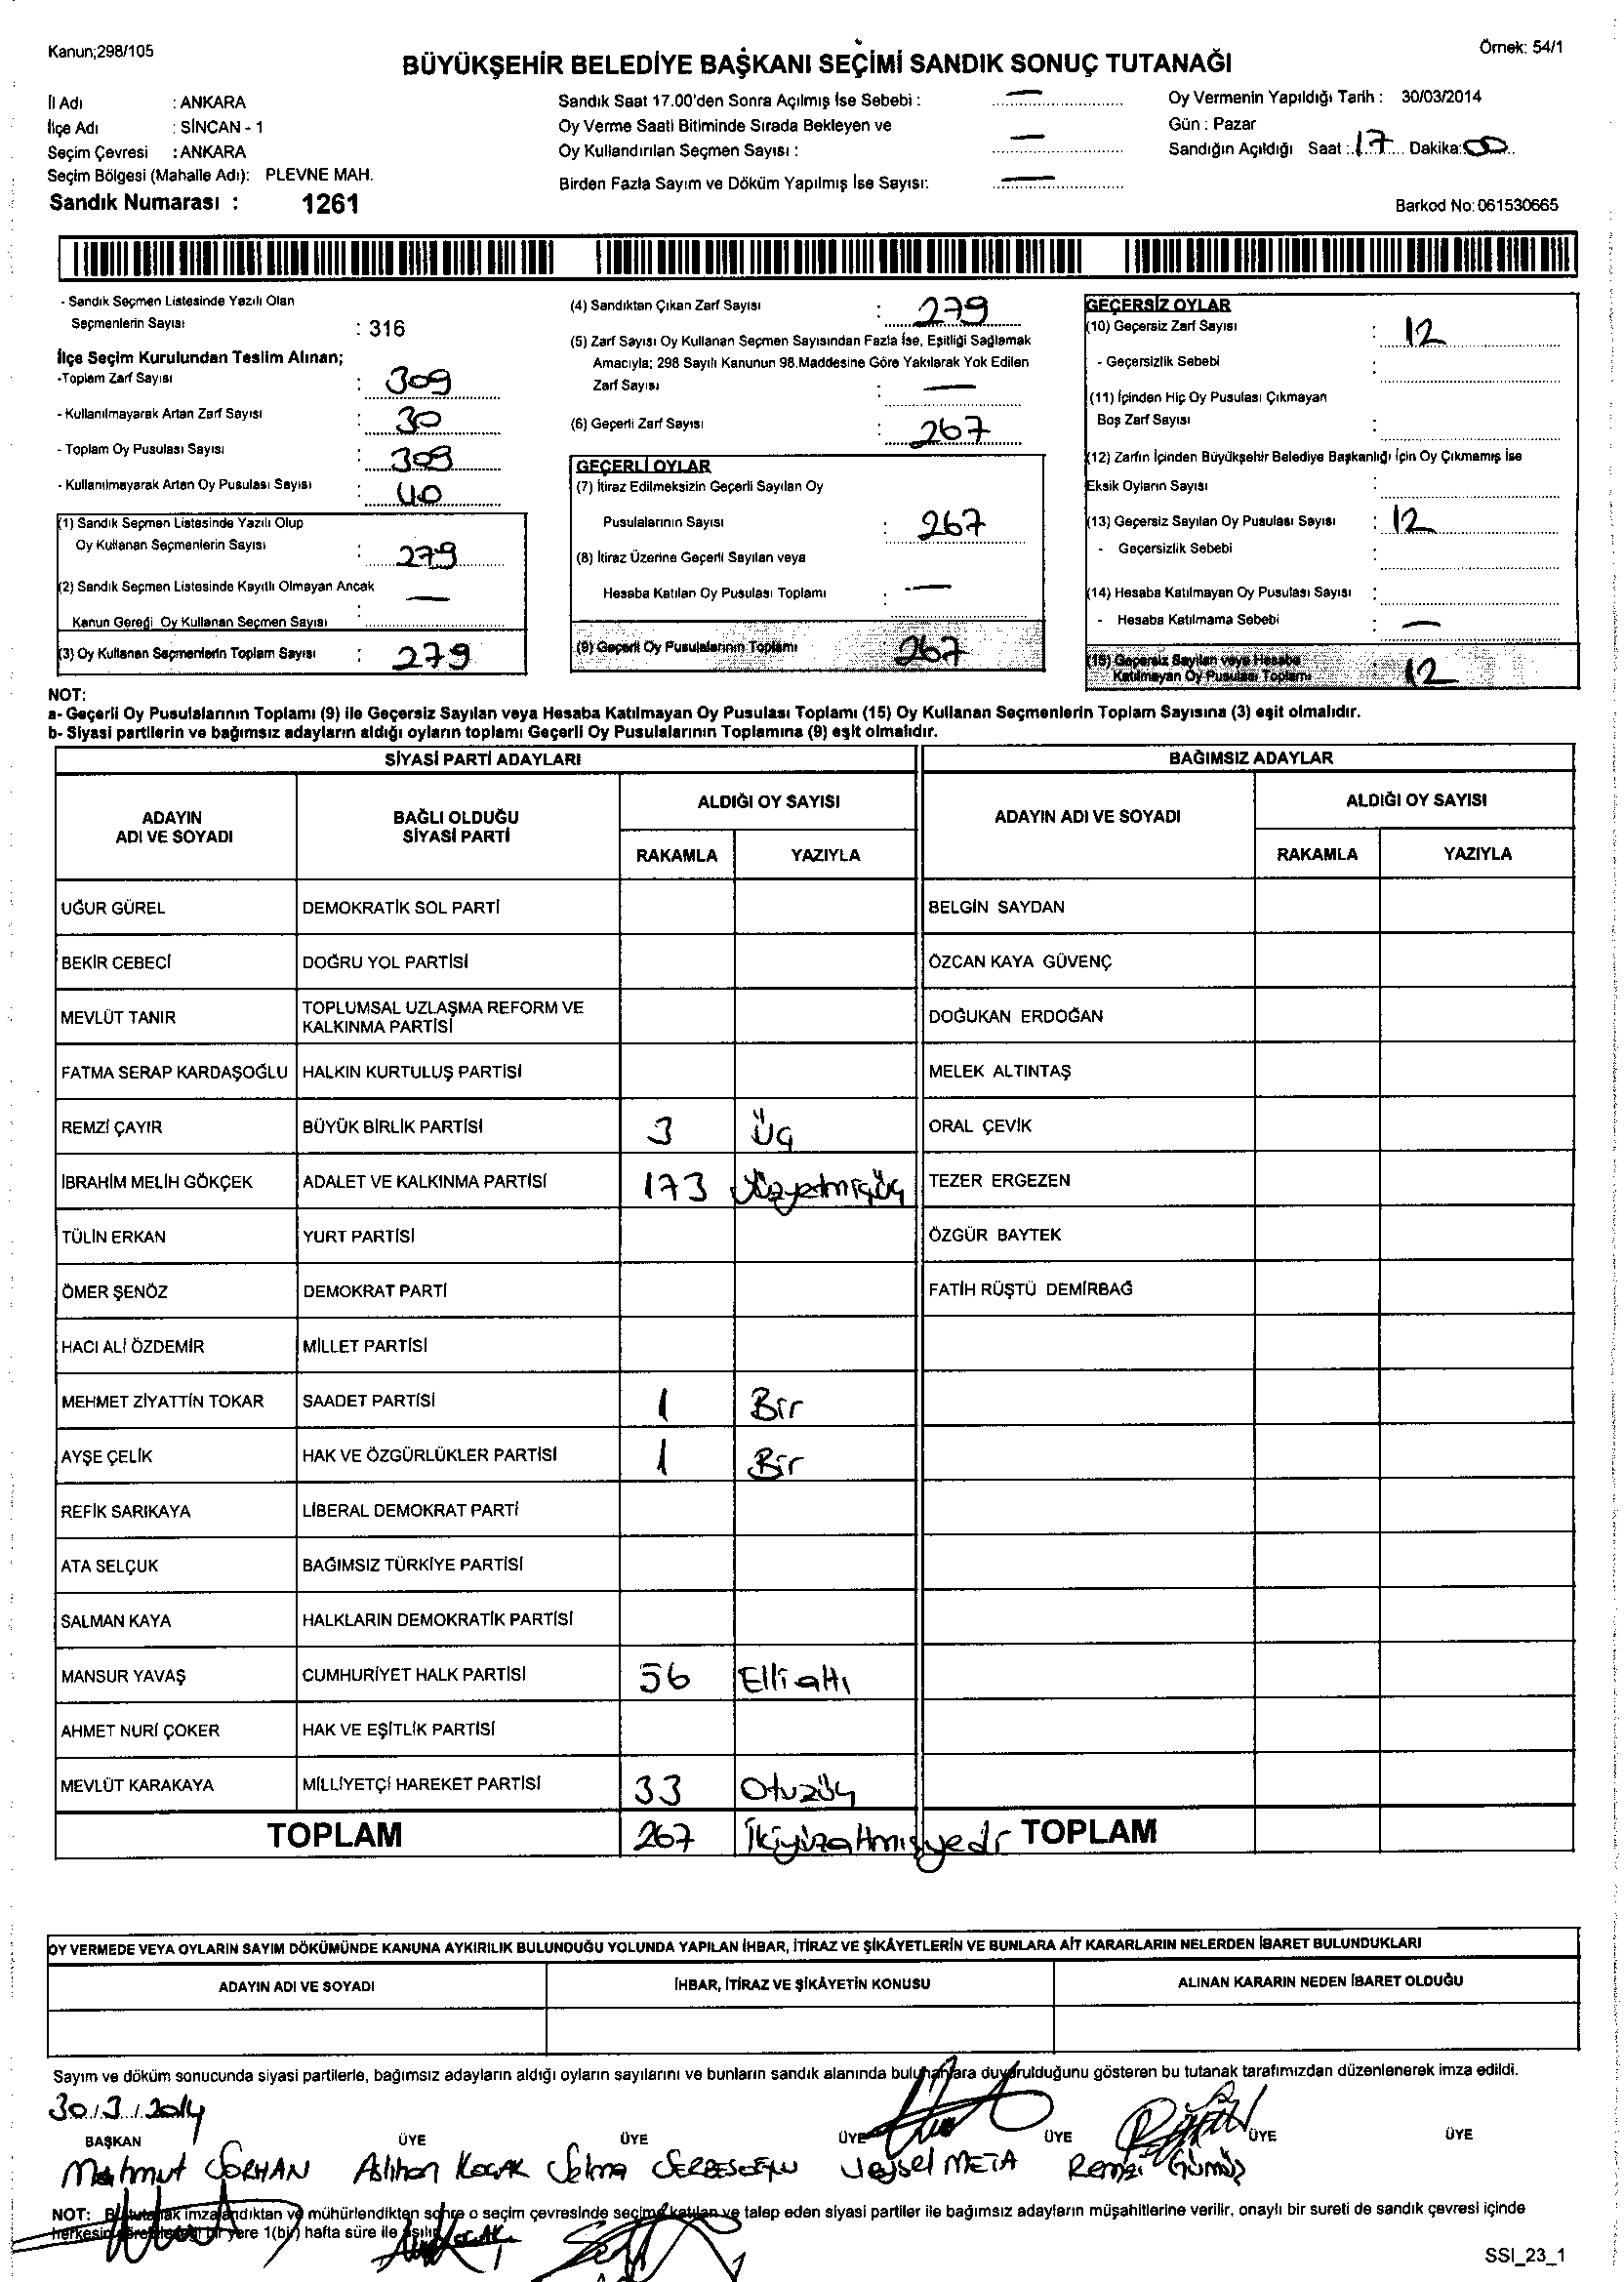 Kanun;298/105
Örnek: 54/1
BÜYÜKŞEHİR BELEDİYE BAŞKANI SEÇİMİ SANDIK SONUÇ TUTANAĞI
İl Adı : ANKARA
İlçe Adı : SİNCAN - 1
Seçim Çevresi : ANKARA
Seçim Bölgesi (Mahalle Adı): PLEVNE MAH.
Sandık Numarası : 1261
Sandık Saat 17.00'den Sonra Açılmış İse Sebebi : —
Oy Verme Saati Bitiminde Sırada Bekleyen ve
Oy Kullandırılan Seçmen Sayısı : —
Birden Fazla Sayım ve Döküm Yapılmış İse Sayısı: —
Oy Vermenin Yapıldığı Tarih : 30/03/2014
Gün : Pazar
Sandığın Açıldığı Saat : 17 Dakika: 00
Barkod No: 061530665
- Sandık Seçmen Listesinde Yazılı Olan
Seçmenlerin Sayısı : 316
İlçe Seçim Kurulundan Teslim Alınan;
-Toplam Zarf Sayısı : 309
- Kullanılmayarak Artan Zarf Sayısı : 30
- Toplam Oy Pusulası Sayısı : 309
- Kullanılmayarak Artan Oy Pusulası Sayısı : 40
(1) Sandık Seçmen Listesinde Yazılı Olup
Oy Kullanan Seçmenlerin Sayısı : 279
(2) Sandık Seçmen Listesinde Kayıtlı Olmayan Ancak
Kanun Gereği Oy Kullanan Seçmen Sayısı : —
(3) Oy Kullanan Seçmenlerin Toplam Sayısı : 279
(4) Sandıktan Çıkan Zarf Sayısı : 279
(5) Zarf Sayısı Oy Kullanan Seçmen Sayısından Fazla İse, Eşitliği Sağlamak
Amacıyla; 298 Sayılı Kanunun 98.Maddesine Göre Yakılarak Yok Edilen
Zarf Sayısı : —
(6) Geçerli Zarf Sayısı : 267
GEÇERLİ OYLAR
(7) İtiraz Edilmeksizin Geçerli Sayılan Oy
Pusulalarının Sayısı : 267
(8) İtiraz Üzerine Geçerli Sayılan veya
Hesaba Katılan Oy Pusulası Toplamı : —
(9) Geçerli Oy Pusulalarının Toplamı 267
GEÇERSİZ OYLAR
(10) Geçersiz Zarf Sayısı : 12
- Geçersizlik Sebebi :
(11) İçinden Hiç Oy Pusulası Çıkmayan
Boş Zarf Sayısı :
(12) Zarfın İçinden Büyükşehir Belediye Başkanlığı İçin Oy Çıkmamış İse
Eksik Oyların Sayısı :
(13) Geçersiz Sayılan Oy Pusulası Sayısı : 12
- Geçersizlik Sebebi :
(14) Hesaba Katılmayan Oy Pusulası Sayısı :
- Hesaba Katılmama Sebebi : —
(15) Geçersiz Sayılan veya Hesaba
Katılmayan Oy Pusulası Toplamı : 12
NOT:
a- Geçerli Oy Pusulalarının Toplamı (9) ile Geçersiz Sayılan veya Hesaba Katılmayan Oy Pusulası Toplamı (15) Oy Kullanan Seçmenlerin Toplam Sayısına (3) eşit olmalıdır.
b- Siyasi partilerin ve bağımsız adayların aldığı oyların toplamı Geçerli Oy Pusulalarının Toplamına (9) eşit olmalıdır.
SİYASİ PARTİ ADAYLARI BAĞIMSIZ ADAYLAR
ADAYIN ADI VE SOYADI BAĞLI OLDUĞU SİYASİ PARTİ ALDIĞI OY SAYISI ADAYIN ADI VE SOYADI ALDIĞI OY SAYISI
RAKAMLA YAZIYLA RAKAMLA YAZIYLA
UĞUR GÜREL DEMOKRATİK SOL PARTİ BELGİN SAYDAN
BEKİR CEBECİ DOĞRU YOL PARTİSİ ÖZCAN KAYA GÜVENÇ
MEVLÜT TANIR TOPLUMSAL UZLAŞMA REFORM VE KALKINMA PARTİSİ DOĞUKAN ERDOĞAN
FATMA SERAP KARDAŞOĞLU HALKIN KURTULUŞ PARTİSİ MELEK ALTINTAŞ
REMZİ ÇAYIR BÜYÜK BİRLİK PARTİSİ 3 Üç ORAL ÇEVİK
İBRAHİM MELİH GÖKÇEK ADALET VE KALKINMA PARTİSİ 173 Yüzyetmişüç TEZER ERGEZEN
TÜLİN ERKAN YURT PARTİSİ ÖZGÜR BAYTEK
ÖMER ŞENÖZ DEMOKRAT PARTİ FATİH RÜŞTÜ DEMİRBAĞ
HACI ALİ ÖZDEMİR MİLLET PARTİSİ
MEHMET ZİYATTİN TOKAR SAADET PARTİSİ 1 Bir
AYŞE ÇELİK HAK VE ÖZGÜRLÜKLER PARTİSİ 1 Bir
REFİK SARIKAYA LİBERAL DEMOKRAT PARTİ
ATA SELÇUK BAĞIMSIZ TÜRKİYE PARTİSİ
SALMAN KAYA HALKLARIN DEMOKRATİK PARTİSİ
MANSUR YAVAŞ CUMHURİYET HALK PARTİSİ 56 Elli altı
AHMET NURİ ÇOKER HAK VE EŞİTLİK PARTİSİ
MEVLÜT KARAKAYA MİLLİYETÇİ HAREKET PARTİSİ 33 Otuzüç
TOPLAM 267 İkiyüzaltmışyedi TOPLAM
OY VERMEDE VEYA OYLARIN SAYIM DÖKÜMÜNDE KANUNA AYKIRILIK BULUNDUĞU YOLUNDA YAPILAN İHBAR, İTİRAZ VE ŞİKÂYETLERİN VE BUNLARA AİT KARARLARIN NELERDEN İBARET BULUNDUKLARI
ADAYIN ADI VE SOYADI İHBAR, İTİRAZ VE ŞİKÂYETİN KONUSU ALINAN KARARIN NEDEN İBARET OLDUĞU
Sayım ve döküm sonucunda siyasi partilerle, bağımsız adayların aldığı oyların sayılarını ve bunların sandık alanında bulunanlara duyurulduğunu gösteren bu tutanak tarafımızdan düzenlenerek imza edildi.
30/3/2014
BAŞKAN ÜYE ÜYE ÜYE ÜYE ÜYE ÜYE
Mahmut SORHAN Aslıhan KOÇAK Selma Veysel META Remzi Gümüş
NOT: Bu tutanak imzalandıktan ve mühürlendikten sonra o seçim çevresinde seçime katılan ve talep eden siyasi partiler ile bağımsız adayların müşahitlerine verilir, onaylı bir sureti de sandık çevresi içinde
herkesin görebileceği bir yere 1(bir) hafta süre ile asılır.
SSI_23_1